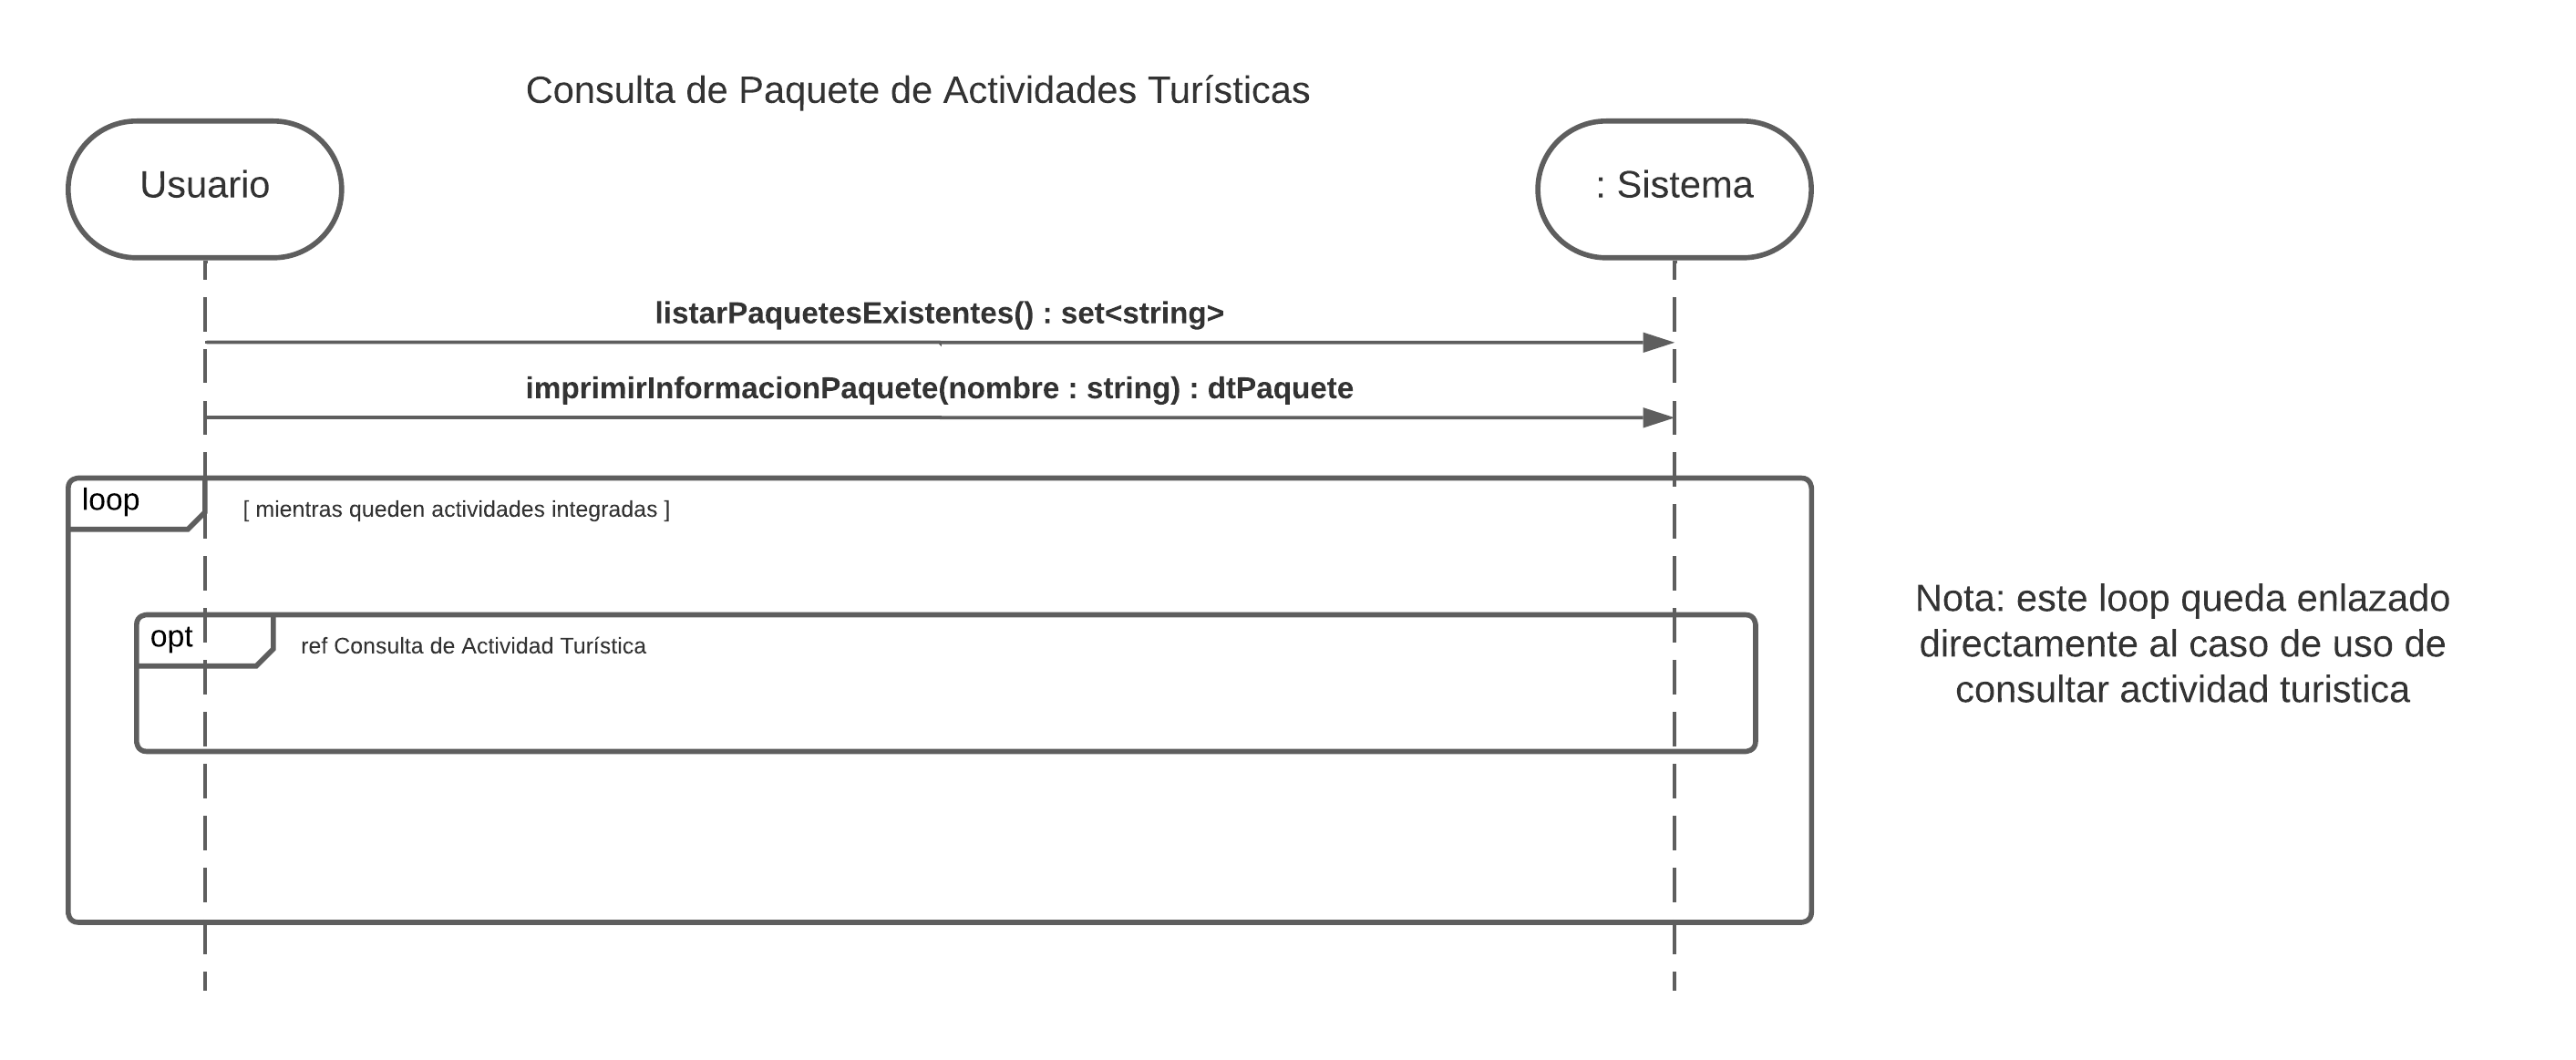 Consulta de Paquete de Actividades Turísticas
Usuario
: Sistema
listarPaquetesExistentes() : set<string>
imprimirInformacionPaquete(nombre : string) : dtPaquete
loop
[ mientras queden actividades integradas ]
opt
ref Consulta de Actividad Turística
Nota: este loop queda enlazado
directamente al caso de uso de
consultar actividad turistica